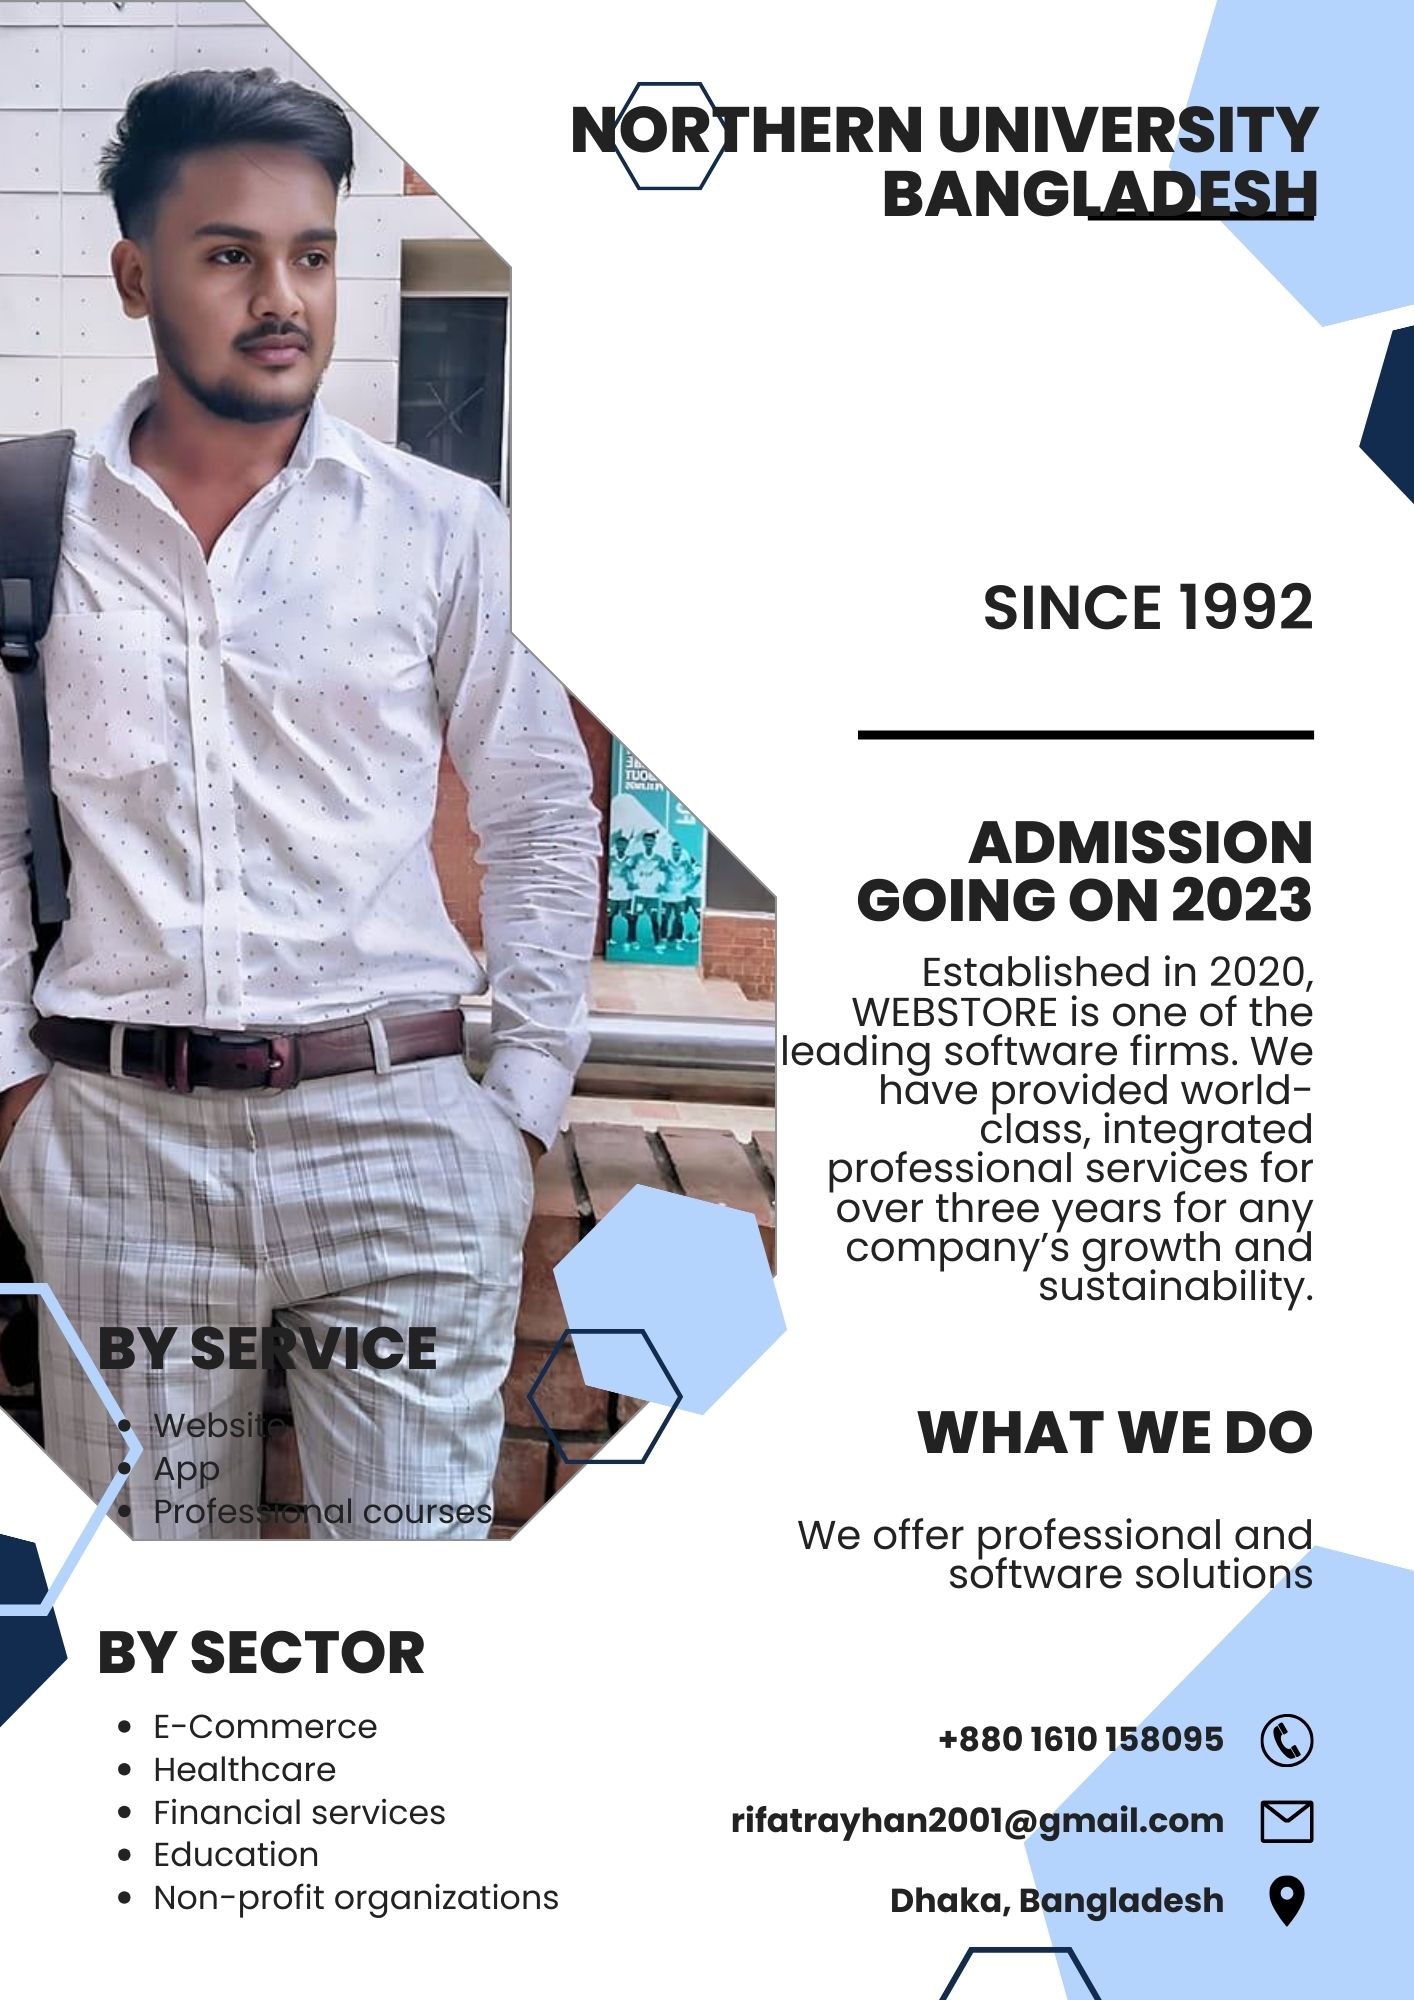 NORTHERN UNIVERSITY
BANGLADESH
SINCE 1992
ADMISSION
GOING ON 2023
Established in 2020,
WEBSTORE is one of the
leading software firms. We
have provided world-
class, integrated
professional services for
over three years for any
company’s growth and
sustainability.
BY SERVICE
• Website
• App
• Professional courses
WHAT WE DO
We offer professional and
software solutions
BY SECTOR
• E-Commerce
• Healthcare
• Financial services
• Education
• Non-profit organizations
+880 1610 158095
rifatrayhan2001@gmail.com
Dhaka, Bangladesh